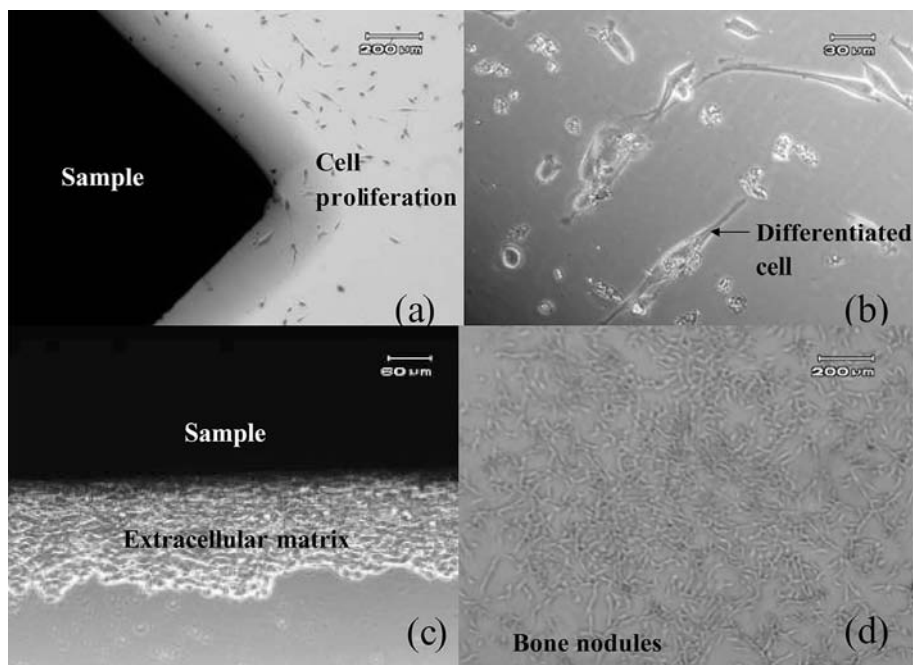 200 µm
Sample
Cell
proliferation
(a)
30 µm
Differentiated
cell
(b)
60 µm
Sample
Extracellular matrix
(c)
200 µm
Bone nodules
(d)